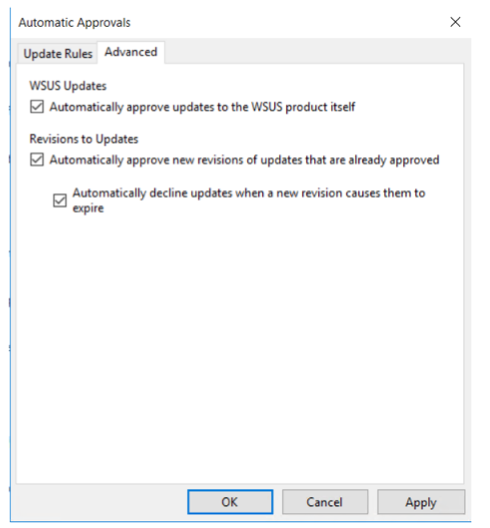 Automatic Approvals
Update Rules Advanced
WSUS Updates
Automatically approve updates to the WSUS product itself
Revisions to Updates
Automatically approve new revisions of updates that are already approved
Automatically decline updates when a new revision causes them to
expire
OK Cancel Apply